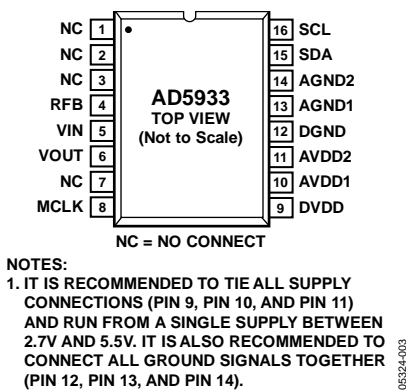 NC 1
NC 2
NC 3
RFB 4
VIN 5
VOUT 6
NC 7
MCLK 8
AD5933
TOP VIEW
(Not to Scale)
16 SCL
15 SDA
14 AGND2
13 AGND1
12 DGND
11 AVDD2
10 AVDD1
9 DVDD
NC = NO CONNECT
NOTES:
1. IT IS RECOMMENDED TO TIE ALL SUPPLY
CONNECTIONS (PIN 9, PIN 10, AND PIN 11)
AND RUN FROM A SINGLE SUPPLY BETWEEN
2.7V AND 5.5V. IT IS ALSO RECOMMENDED TO
CONNECT ALL GROUND SIGNALS TOGETHER
(PIN 12, PIN 13, AND PIN 14).
05324-003